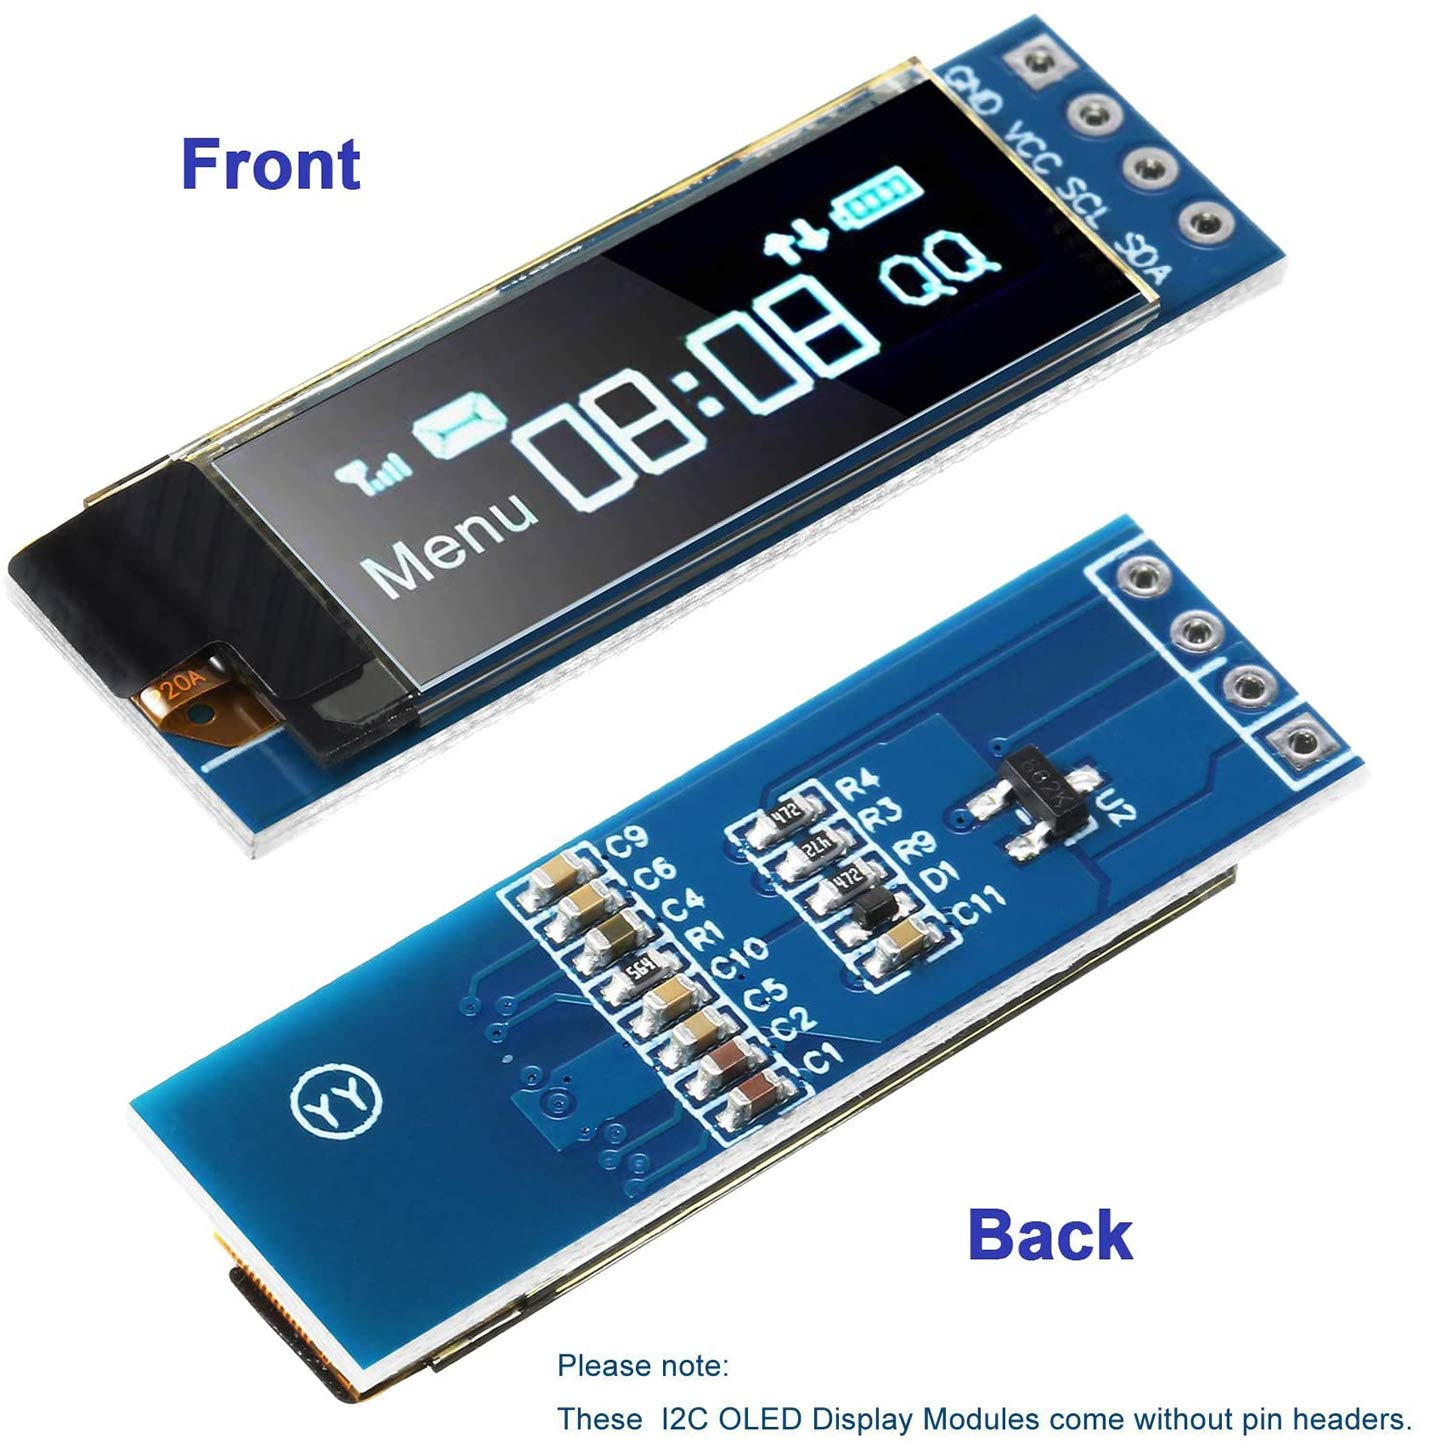 Front
GND VCC SCL SDA
QQ
08:08
Menu
20A
662K
U2
R4
472
R3
472
R9
472
D1
C11
C9
C6
C4
R1
564
C10
C5
C2
C1
YY
Back
Please note:
These I2C OLED Display Modules come without pin headers.